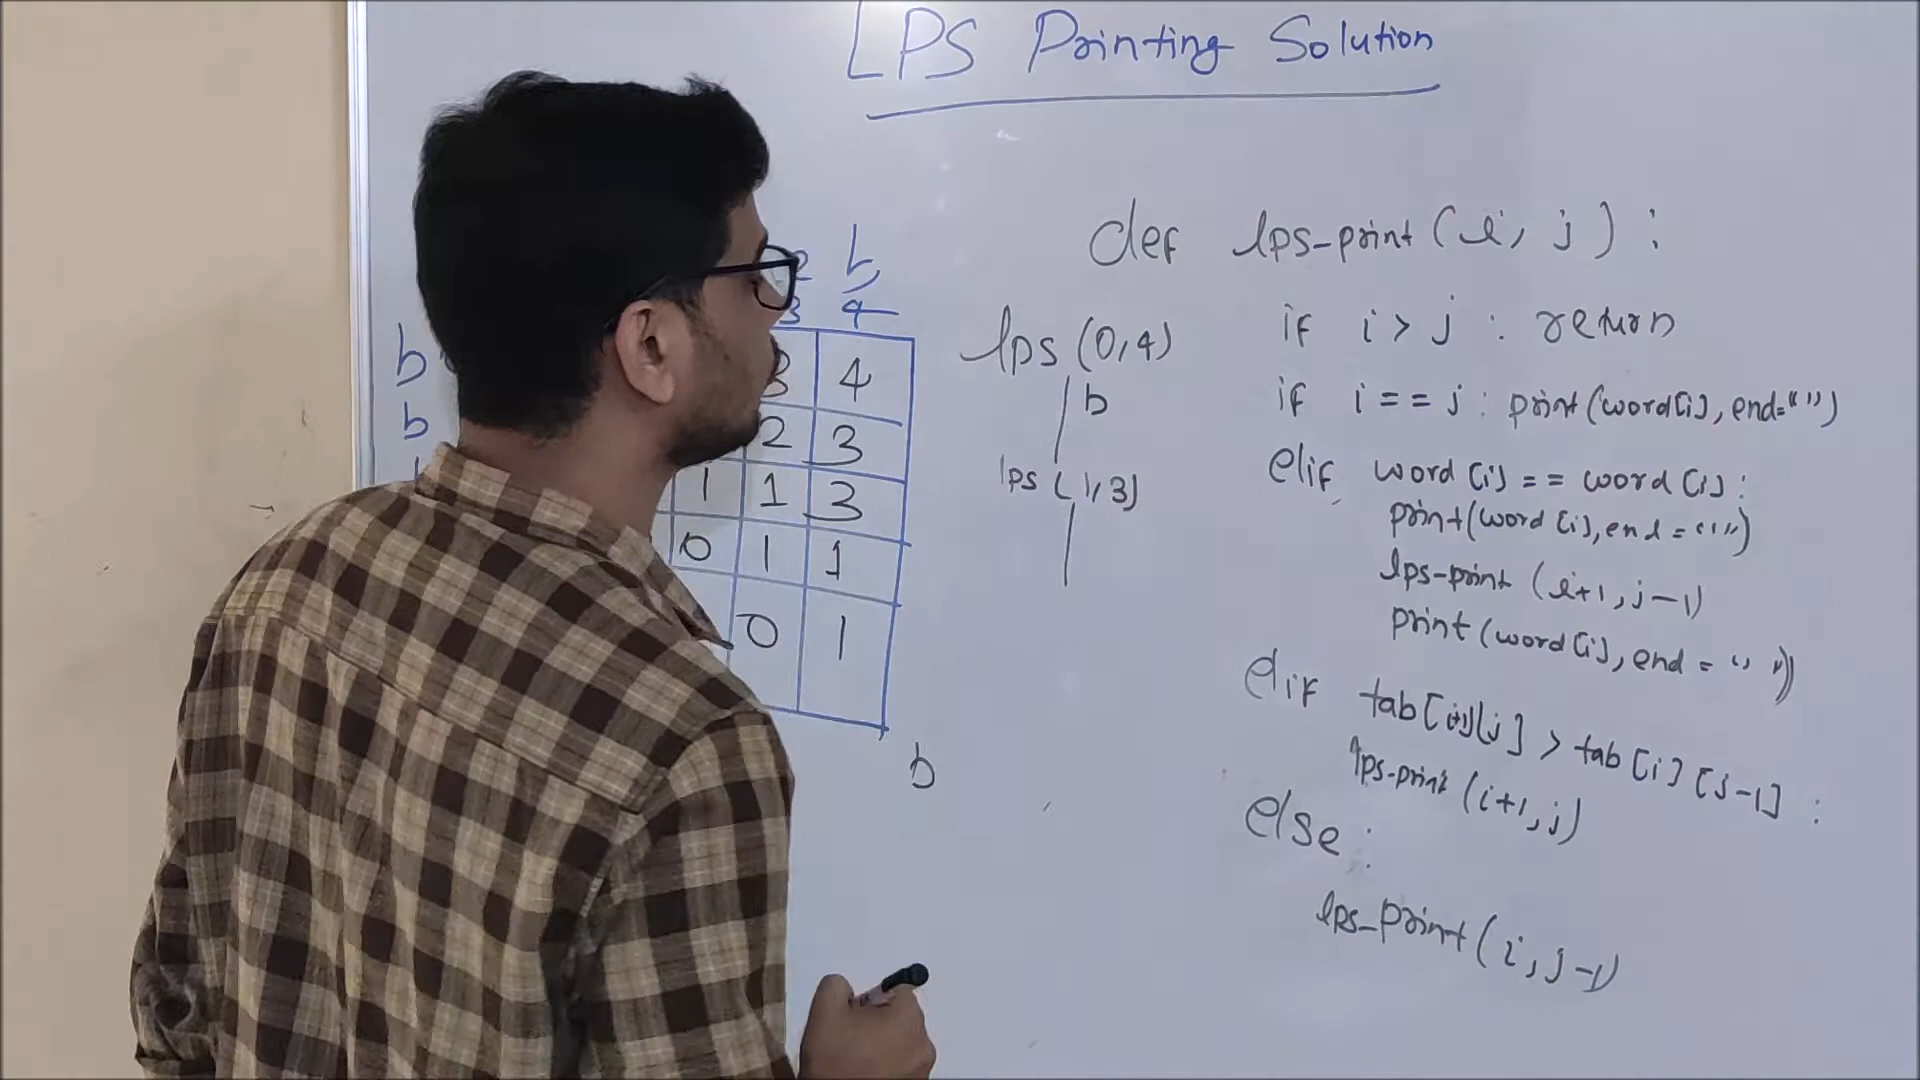 LPS Printing Solution
def lps-print(i, j) :
if i > j : return
if i == j : print(word[i], end="")
elif word[i] == word[j] :
print(word[i], end = "")
lps-print (i+1, j-1)
print (word[i], end = "")
elif tab[i+1][j] > tab[i][j-1] :
lps-print (i+1, j)
else :
lps-print (i, j-1)
lps (0,4)
b
lps (1,3)
b
3 4
b
3 4
b
2 3
1 1 3
0 1 1
0 1
b